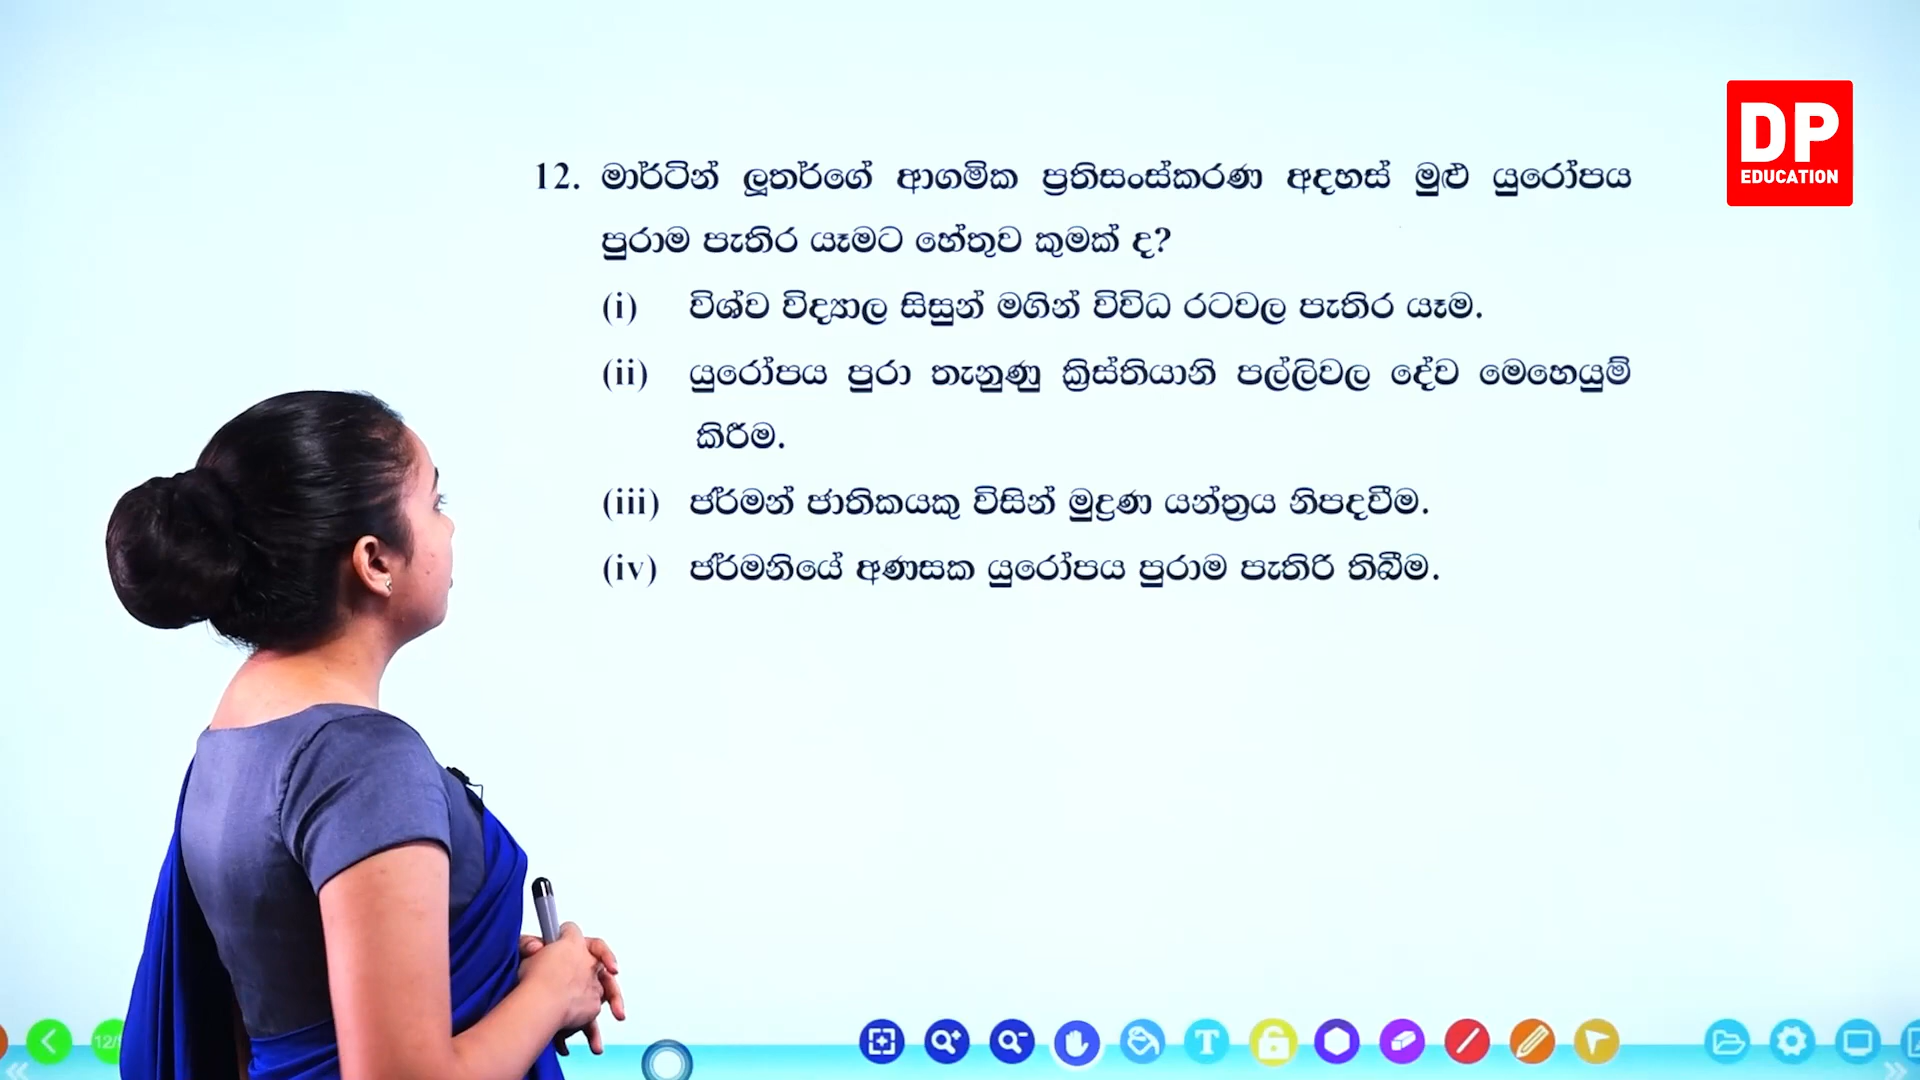 DP
EDUCATION
12. මාර්ටින් ලූතර්ගේ ආගමික ප්‍රතිසංස්කරණ අදහස් මුළු යුරෝපය
පුරාම පැතිර යෑමට හේතුව කුමක් ද?
(i) විශ්ව විද්‍යාල සිසුන් මගින් විවිධ රටවල පැතිර යෑම.
(ii) යුරෝපය පුරා තැනුණු ක්‍රිස්තියානි පල්ලිවල දේව මෙහෙයුම්
කිරීම.
(iii) ජර්මන් ජාතිකයකු විසින් මුද්‍රණ යන්ත්‍රය නිපදවීම.
(iv) ජර්මනියේ අණසක යුරෝපය පුරාම පැතිරී තිබීම.
T